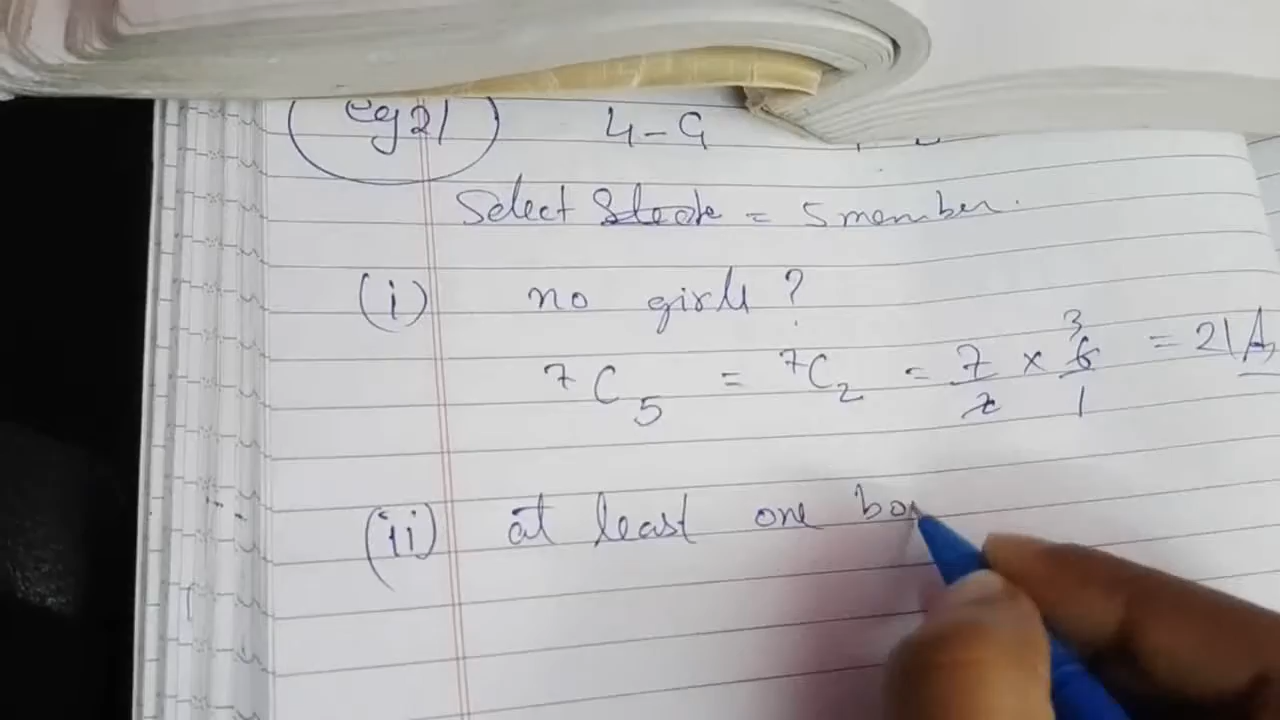 eg 21 4-G
Select = 5 member.
(i) no girls?
⁷C₅ = ⁷C₂ = 7/2 × 6/1 3 = 21 A
(ii) at least one bo